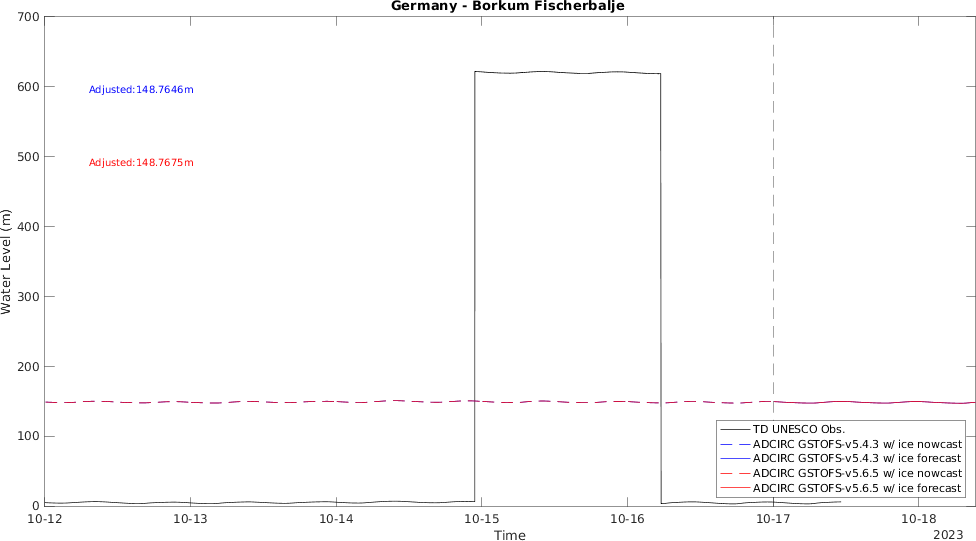 Germany - Borkum Fischerbalje
700
600
500
400
300
200
100
0
Water Level (m)
Adjusted:148.7646m
Adjusted:148.7675m
TD UNESCO Obs.
ADCIRC GSTOFS-v5.4.3 w/ ice nowcast
ADCIRC GSTOFS-v5.4.3 w/ ice forecast
ADCIRC GSTOFS-v5.6.5 w/ ice nowcast
ADCIRC GSTOFS-v5.6.5 w/ ice forecast
10-12 10-13 10-14 10-15 10-16 10-17 10-18
Time
2023